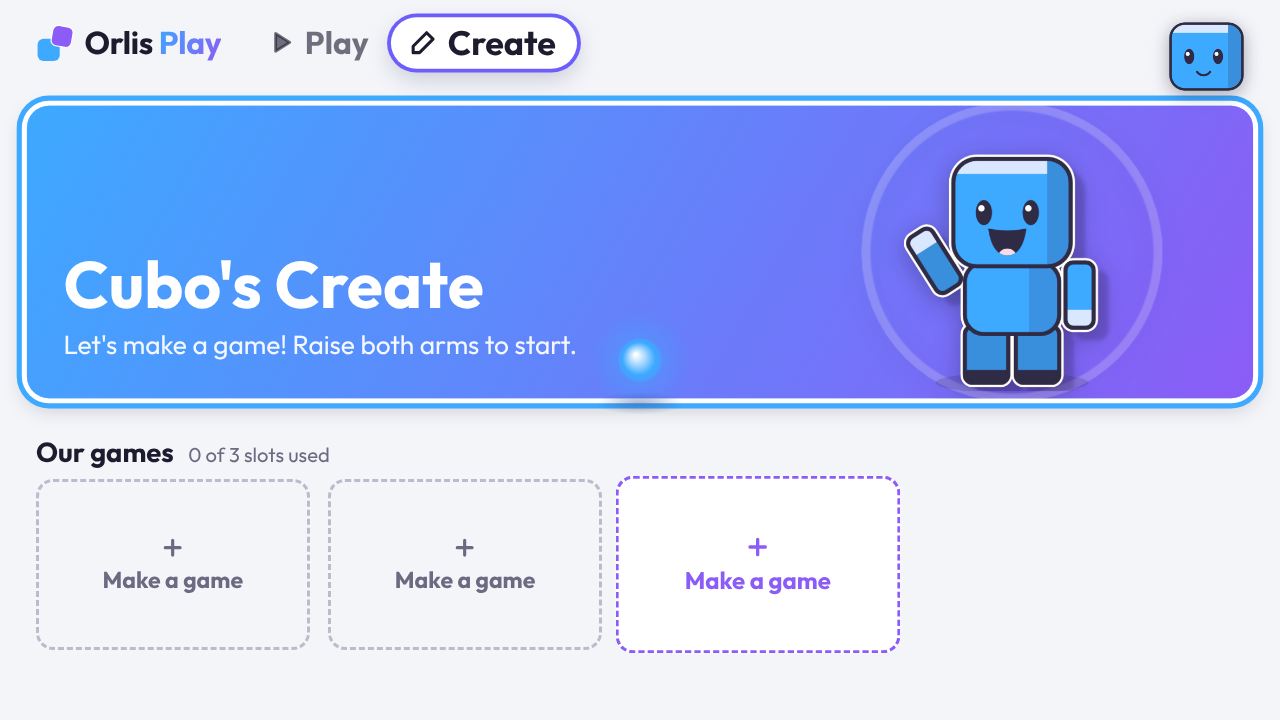 Orlis Play
Play
Create
Cubo's Create
Let's make a game! Raise both arms to start.
Our games
0 of 3 slots used
Make a game
Make a game
Make a game